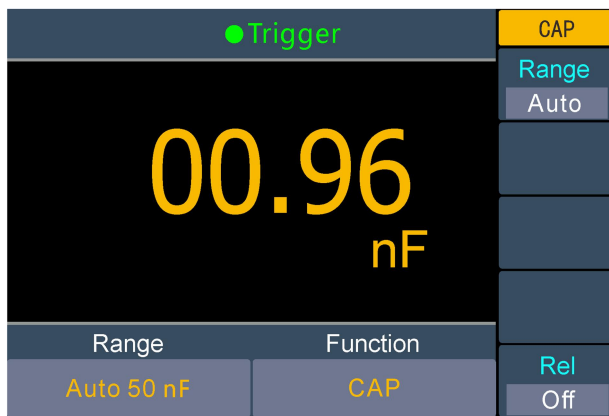 Trigger
00.96
nF
Range
Function
Auto 50 nF
CAP
CAP
Range
Auto
Rel
Off